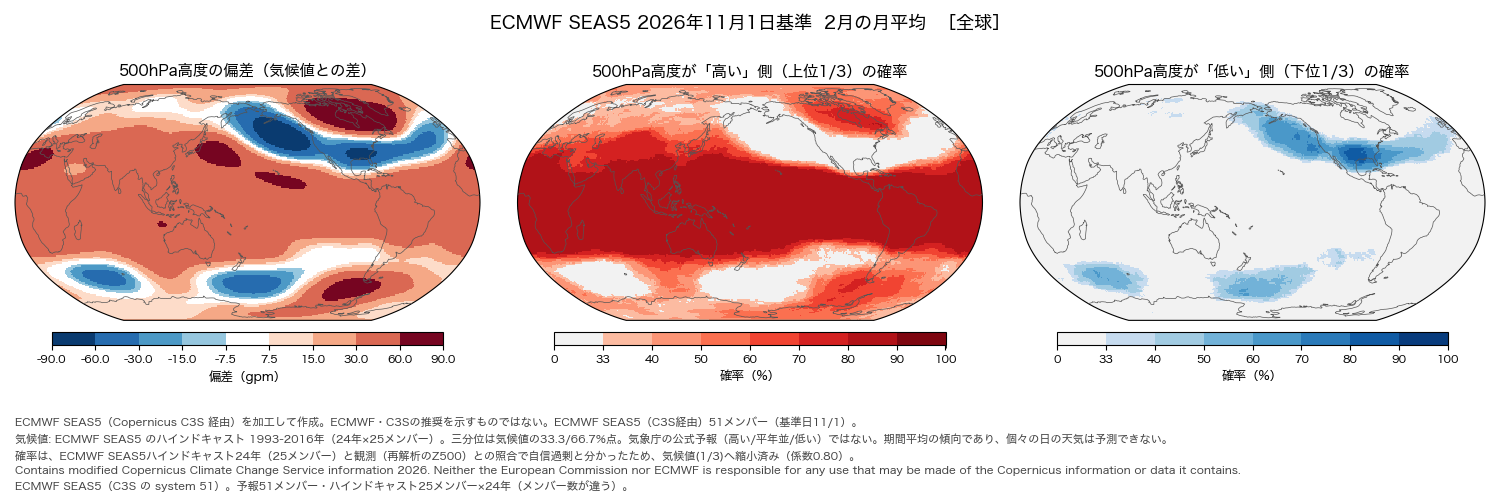 ECMWF SEAS5 2026年11月1日基準 2月の月平均 ［全球］
500hPa高度の偏差（気候値との差）
500hPa高度が「高い」側（上位1/3）の確率
500hPa高度が「低い」側（下位1/3）の確率
-90.0 -60.0 -30.0 -15.0 -7.5 7.5 15.0 30.0 60.0 90.0
偏差（gpm）
0 33 40 50 60 70 80 90 100
確率（%）
0 33 40 50 60 70 80 90 100
確率（%）
ECMWF SEAS5（Copernicus C3S 経由）を加工して作成。ECMWF・C3Sの推奨を示すものではない。ECMWF SEAS5（C3S経由）51メンバー（基準日11/1）。
気候値: ECMWF SEAS5 のハインドキャスト 1993-2016年（24年×25メンバー）。三分位は気候値の33.3/66.7%点。気象庁の公式予報（高い/平年並/低い）ではない。期間平均の傾向であり、個々の日の天気は予測できない。
確率は、ECMWF SEAS5ハインドキャスト24年（25メンバー）と観測（再解析のZ500）との照合で自信過剰と分かったため、気候値(1/3)へ縮小済み（係数0.80）。
Contains modified Copernicus Climate Change Service information 2026. Neither the European Commission nor ECMWF is responsible for any use that may be made of the Copernicus information or data it contains.
ECMWF SEAS5（C3S の system 51）。予報51メンバー・ハインドキャスト25メンバー×24年（メンバー数が違う）。